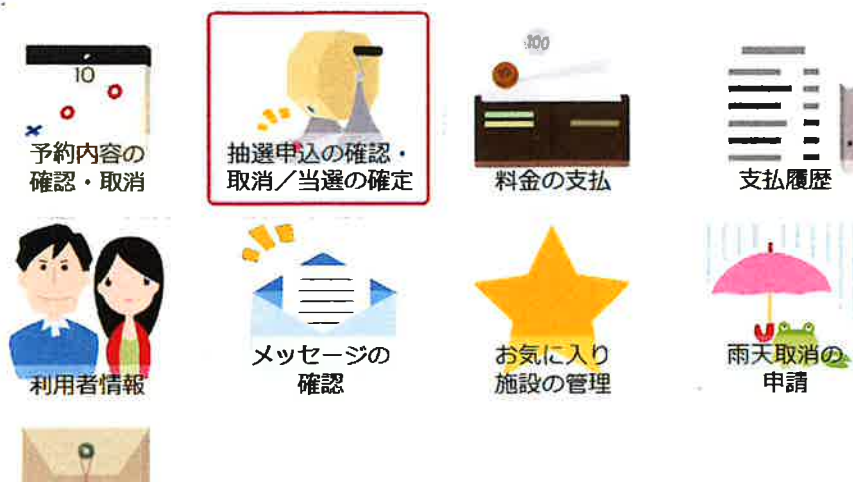 10
100
10
予約内容の
確認・取消
抽選申込の確認・
取消／当選の確定
料金の支払
支払履歴
利用者情報
メッセージの
確認
お気に入り
施設の管理
雨天取消の
申請